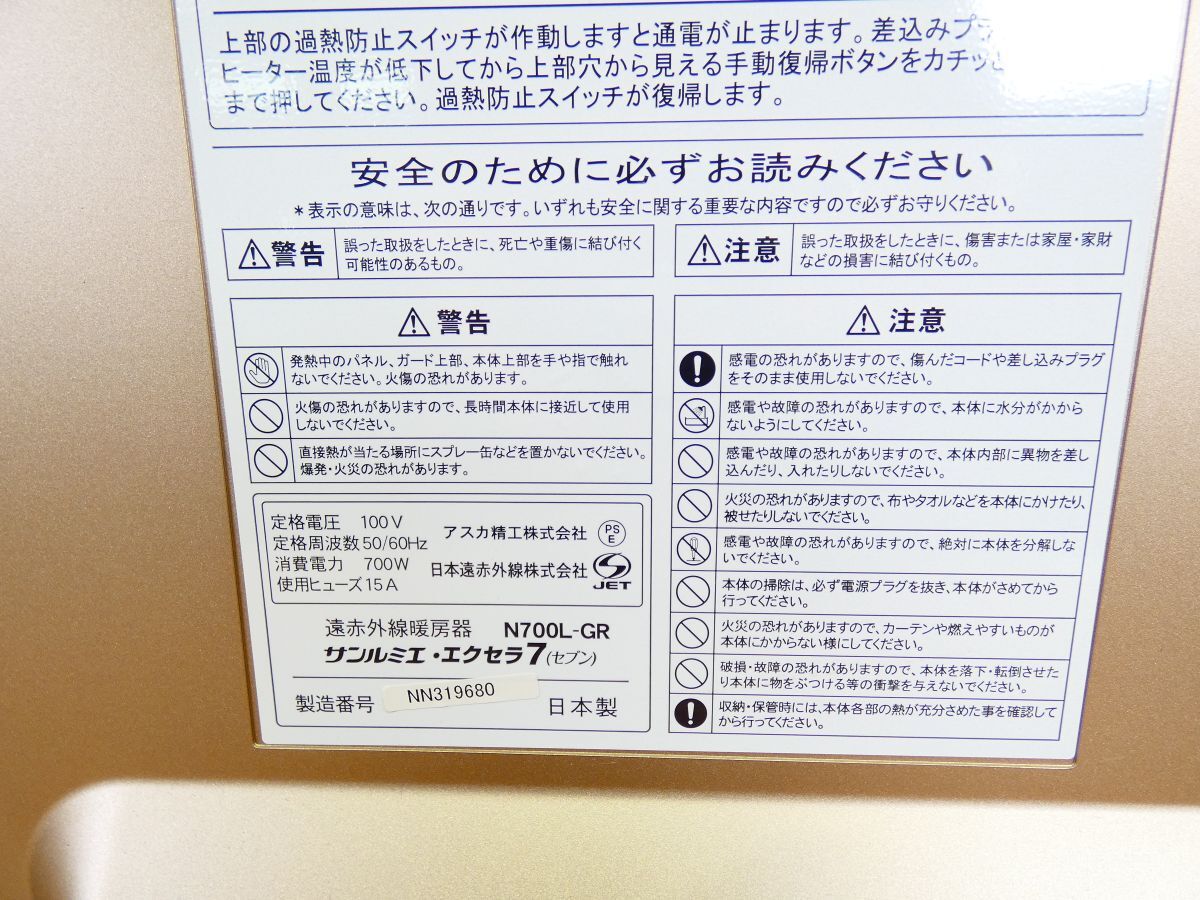 上部の過熱防止スイッチが作動しますと通電が止まります。差込みプ
ヒーター温度が低下してから上部穴から見える手動復帰ボタンをカチッと
まで押してください。過熱防止スイッチが復帰します。
安全のために必ずお読みください
＊表示の意味は、次の通りです。いずれも安全に関する重要な内容ですので必ずお守りください。
警告
誤った取扱をしたときに、死亡や重傷に結び付く
可能性のあるもの。
注意
誤った取扱をしたときに、傷害または家屋・家財
などの損害に結び付くもの。
警告
発熱中のパネル、ガード上部、本体上部を手や指で触れ
ないでください。火傷の恐れがあります。
火傷の恐れがありますので、長時間本体に接近して使用
しないでください。
直接熱が当たる場所にスプレー缶などを置かないでください。
爆発・火災の恐れがあります。
定格電圧 100V
定格周波数 50/60Hz
消費電力 700W
使用ヒューズ 15A
アスカ精工株式会社
PS
E
日本遠赤外線株式会社
JET
遠赤外線暖房器 N700L-GR
サンルミエ・エクセラ7(セブン)
製造番号 NN319680 日本製
注意
感電の恐れがありますので、傷んだコードや差し込みプラグ
をそのまま使用しないでください。
感電や故障の恐れがありますので、本体に水分がかから
ないようにしてください。
感電や故障の恐れがありますので、本体内部に異物を差し
込んだり、入れたりしないでください。
火災の恐れがありますので、布やタオルなどを本体にかけたり、
被せたりしないでください。
感電や故障の恐れがありますので、絶対に本体を分解しな
いでください。
本体の掃除は、必ず電源プラグを抜き、本体がさめてから
行ってください。
火災の恐れがありますので、カーテンや燃えやすいものが
本体にかからない様にしてください。
破損・故障の恐れがありますので、本体を落下・転倒させた
り本体に物をぶつける等の衝撃を与えないでください。
収納・保管時には、本体各部の熱が充分さめた事を確認して
から行ってください。